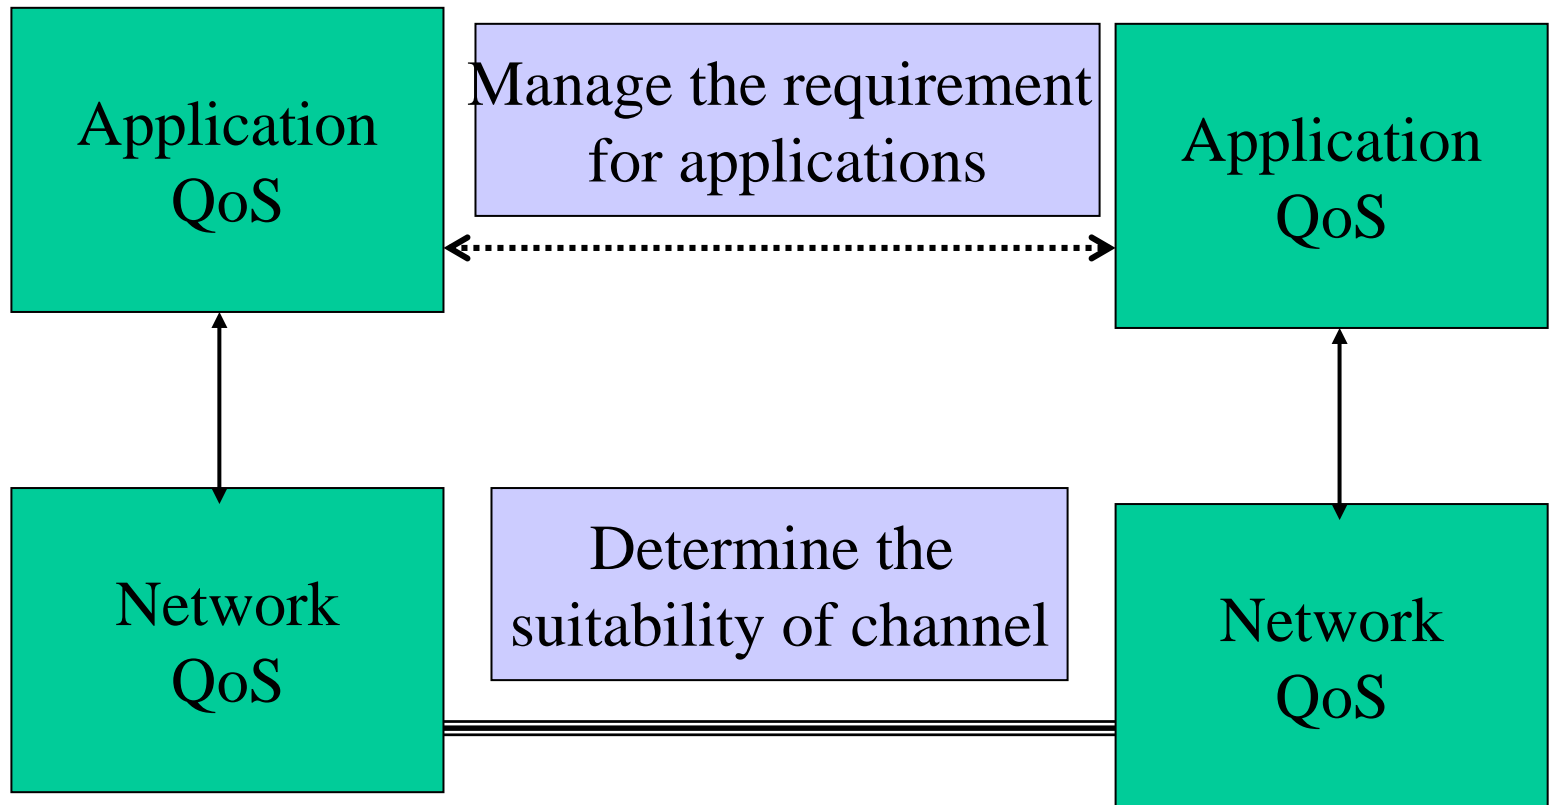 Application
QoS
Manage the requirement
for applications
Application
QoS
Network
QoS
Determine the
suitability of channel
Network
QoS